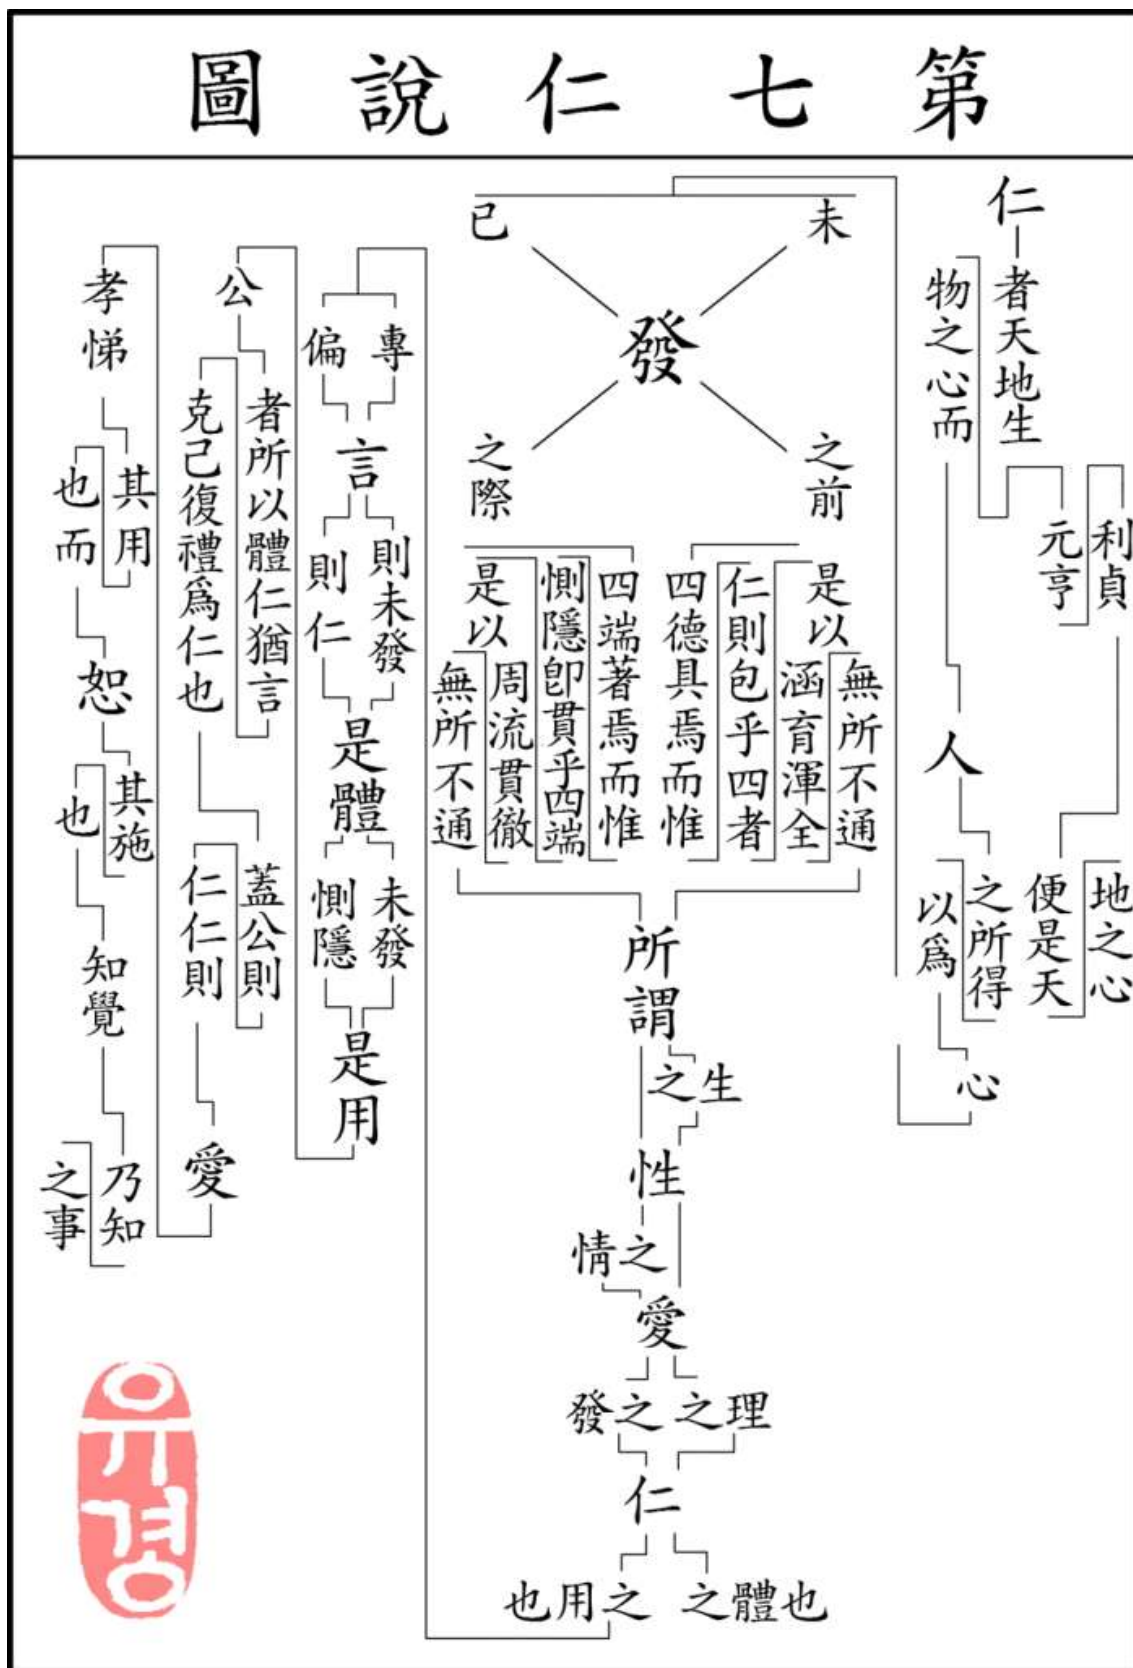 第七仁說圖
仁
者天地生
物之心而
人
之所得
以爲
心
元亨
利貞
便是天
地之心
未
已
發
之前
之際
四德具焉而惟
仁則包乎四者
是以
涵育渾全
無所不通
四端著焉而惟
惻隱卽貫乎四端
是以
周流貫徹
無所不通
所謂
生之
性
之情
愛
之理
之發
仁
之體也
之用也
專
偏
言
則未發
則仁
是體
未發
惻隱
是用
公
者所以體仁猶言
克己復禮爲仁也
蓋公則
仁仁則
愛
孝悌
其用
也而
恕
其施
也
知覺
乃知
之事
유경